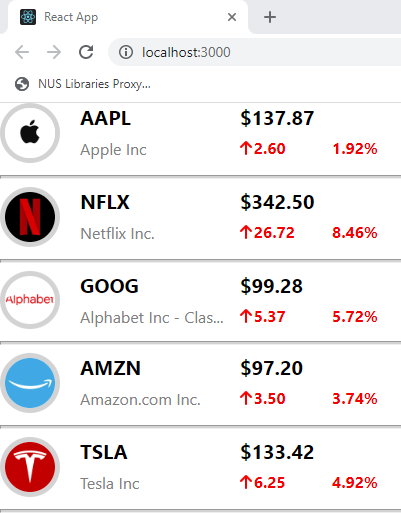 React App
localhost:3000
NUS Libraries Proxy...
AAPL $137.87
Apple Inc 2.60 1.92%
NFLX $342.50
Netflix Inc. 26.72 8.46%
Alphabet
GOOG $99.28
Alphabet Inc - Clas... 5.37 5.72%
AMZN $97.20
Amazon.com Inc. 3.50 3.74%
TSLA $133.42
Tesla Inc 6.25 4.92%